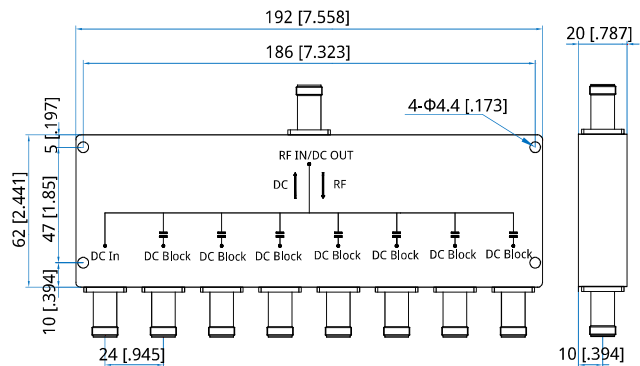 192 [7.558]
20 [.787]
186 [7.323]
4-Φ4.4 [.173]
5 [.197]
RF IN/DC OUT
DC
RF
62 [2.441]
47 [1.85]
DC In
DC Block
DC Block
DC Block
DC Block
DC Block
DC Block
DC Block
10 [.394]
24 [.945]
10 [.394]